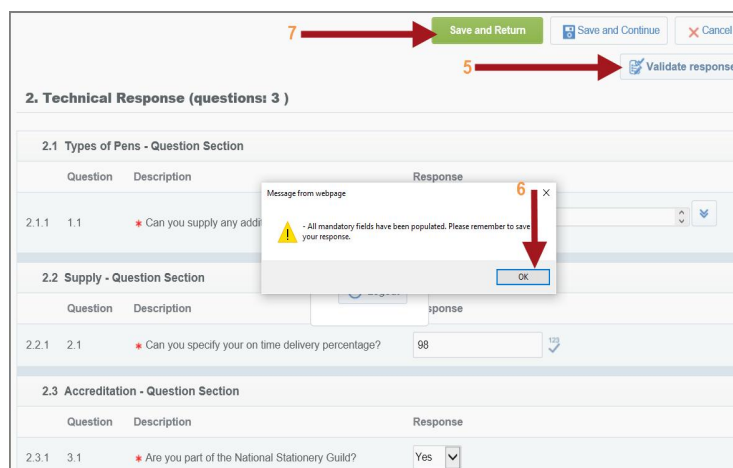 7
Save and Return
Save and Continue
Cancel
5
Validate response
2. Technical Response (questions: 3 )
2.1 Types of Pens - Question Section
Question Description Response
2.1.1 1.1 * Can you supply any addi
Message from webpage
6
- All mandatory fields have been populated. Please remember to save
your response.
OK
2.2 Supply - Question Section
Question Description sponse
2.2.1 2.1 * Can you specify your on time delivery percentage? 98 123
2.3 Accreditation - Question Section
Question Description Response
2.3.1 3.1 * Are you part of the National Stationery Guild? Yes